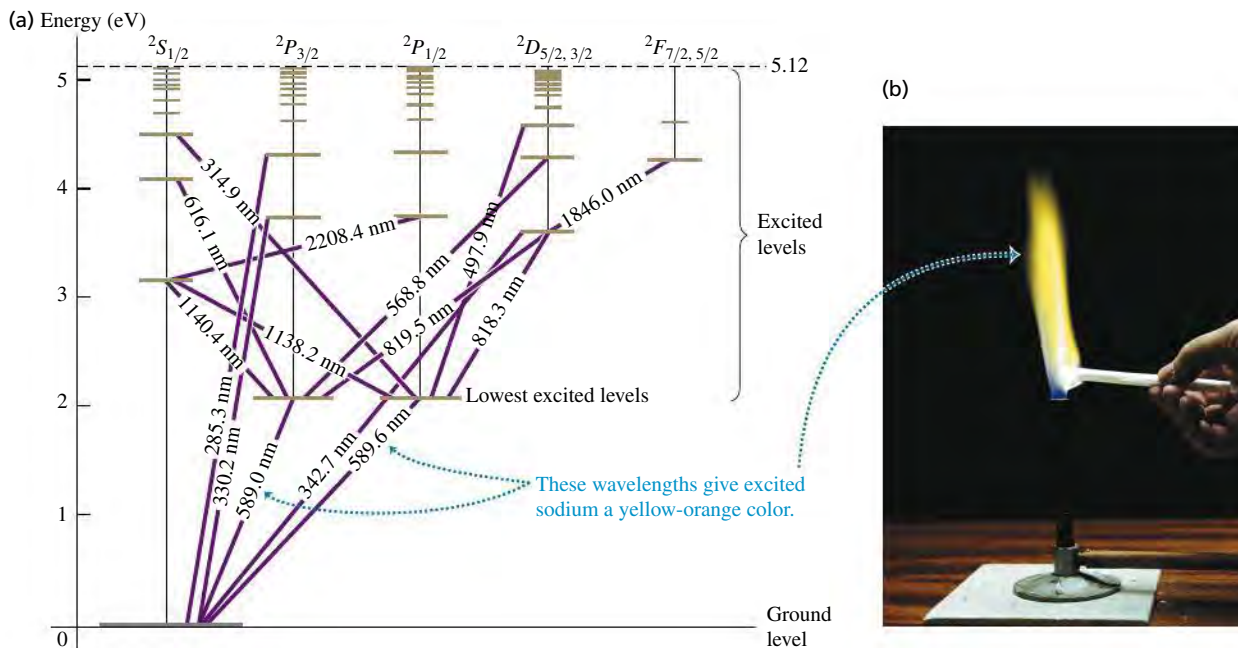 (a) Energy (eV)
²S₁/₂
²P₃/₂
²P₁/₂
²D₅/₂, ₃/₂
²F₇/₂, ₅/₂
5.12
5
4
3
2
1
0
314.9 nm
616.1 nm
2208.4 nm
1140.4 nm
1138.2 nm
568.8 nm
819.5 nm
497.9 nm
818.3 nm
1846.0 nm
285.3 nm
330.2 nm
589.0 nm
342.7 nm
589.6 nm
Excited
levels
Lowest excited levels
These wavelengths give excited
sodium a yellow-orange color.
Ground
level
(b)